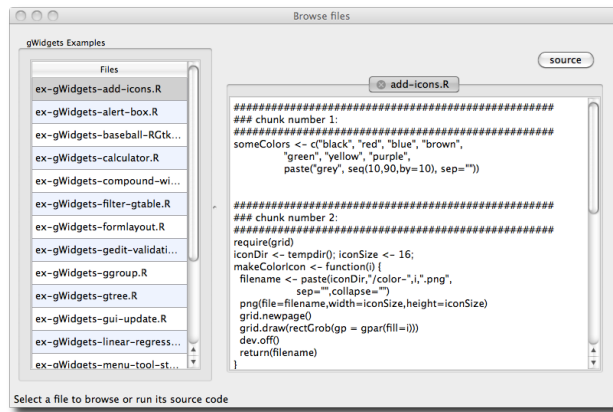 Browse files
gWidgets Examples
Files
ex-gWidgets-add-icons.R
ex-gWidgets-alert-box.R
ex-gWidgets-baseball-RGtk...
ex-gWidgets-calculator.R
ex-gWidgets-compound-wi...
ex-gWidgets-filter-gtable.R
ex-gWidgets-formlayout.R
ex-gWidgets-gedit-validati...
ex-gWidgets-ggroup.R
ex-gWidgets-gtree.R
ex-gWidgets-gui-update.R
ex-gWidgets-linear-regress...
ex-gWidgets-menu-tool-st...
source
add-icons.R
###################################################
### chunk number 1:
###################################################
someColors <- c("black", "red", "blue", "brown",
"green", "yellow", "purple",
paste("grey", seq(10,90,by=10), sep=""))
###################################################
### chunk number 2:
###################################################
require(grid)
iconDir <- tempdir(); iconSize <- 16;
makeColorIcon <- function(i) {
filename <- paste(iconDir,"/color-",i,".png",
sep="",collapse="")
png(file=filename,width=iconSize,height=iconSize)
grid.newpage()
grid.draw(rectGrob(gp = gpar(fill=i)))
dev.off()
return(filename)
}
Select a file to browse or run its source code